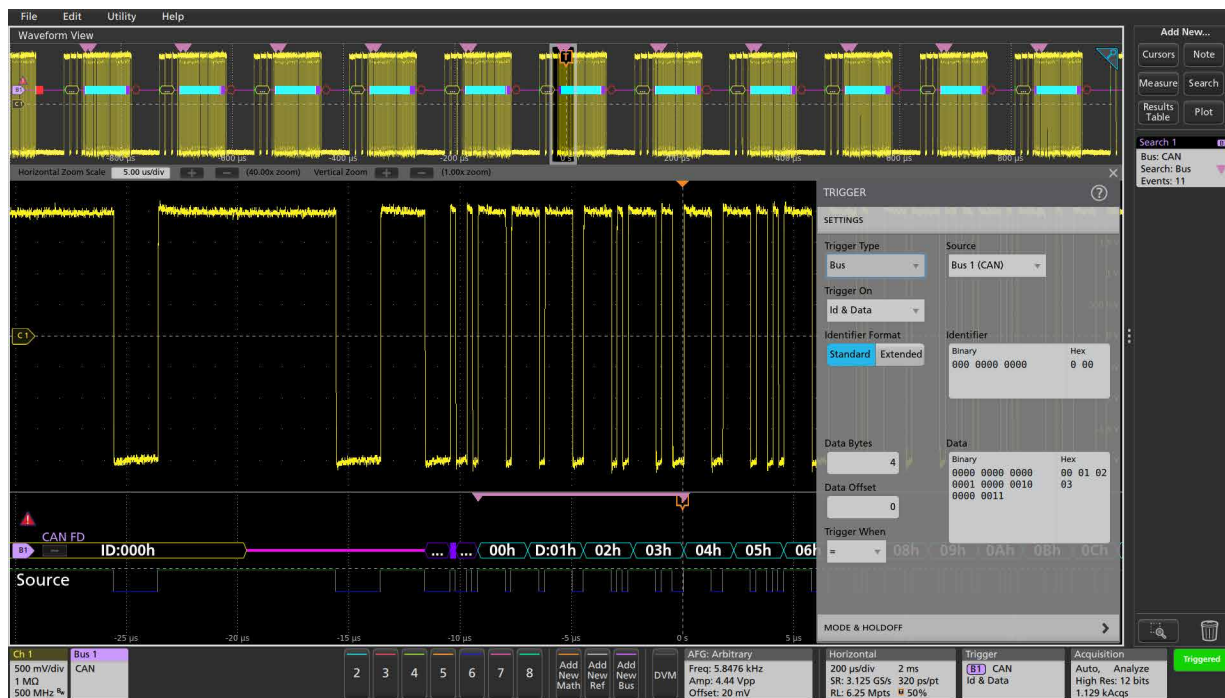 File Edit Utility Help
Waveform View
Add New...
Cursors Note
Measure Search
Results Table Plot
Search 1
Bus: CAN
Search: Bus
Events: 11
B1
C1
T
-400 µs -200 µs 0 s 200 µs 400 µs 600 µs 800 µs
Horizontal Zoom Scale 5.00 us/div + - (40.00x zoom) Vertical Zoom + - (1.00x zoom)
TRIGGER ?
SETTINGS
Trigger Type Source
Bus Bus 1 (CAN)
Trigger On
Id & Data
Identifier Format Identifier
Standard Extended
Binary Hex
000 0000 0000 0 00
C1
Data Bytes Data
4
Binary Hex
0000 0000 0000 00 01 02
0001 0000 0010 03
0000 0011
Data Offset
0
Trigger When
=
CAN FD
B1 ID:000h ... ... 00h D:01h 02h 03h 04h 05h 06h 08h 09h 0Ah 0Bh 0Ch
Source
-25 µs -20 µs -15 µs -10 µs -5 µs 0 s 5 µs
MODE & HOLDOFF
Ch 1
500 mV/div
1 MΩ
500 MHz
Bus 1
CAN
2 3 4 5 6 7 8
Add New Math
Add New Ref
Add New Bus
DVM
AFG: Arbitrary
Freq: 5.8476 kHz
Amp: 4.44 Vpp
Offset: 20 mV
Horizontal
200 µs/div 2 ms
SR: 3.125 GS/s 320 ps/pt
RL: 6.25 Mpts 50%
Trigger
B1 CAN
Id & Data
Acquisition
Auto, Analyze
High Res: 12 bits
1.129 kAcqs
Triggered